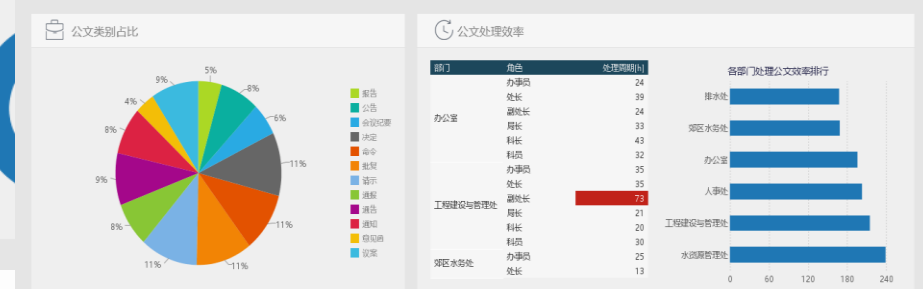 公文类别占比
5%
8%
6%
11%
11%
11%
11%
8%
9%
8%
4%
9%
报告
公告
会议纪要
决定
命令
批复
请示
通报
通告
通知
意见函
议案
公文处理效率
部门 角色 处理周期[h]
办公室
办事员 24
处长 39
副处长 24
局长 33
科长 43
科员 32
工程建设与管理处
办事员 35
处长 35
副处长 73
局长 21
科长 20
科员 30
郊区水务处
办事员 25
处长 13
各部门处理公文效率排行
排水处
郊区水务处
办公室
人事处
工程建设与管理处
水资源管理处
0 60 120 180 240